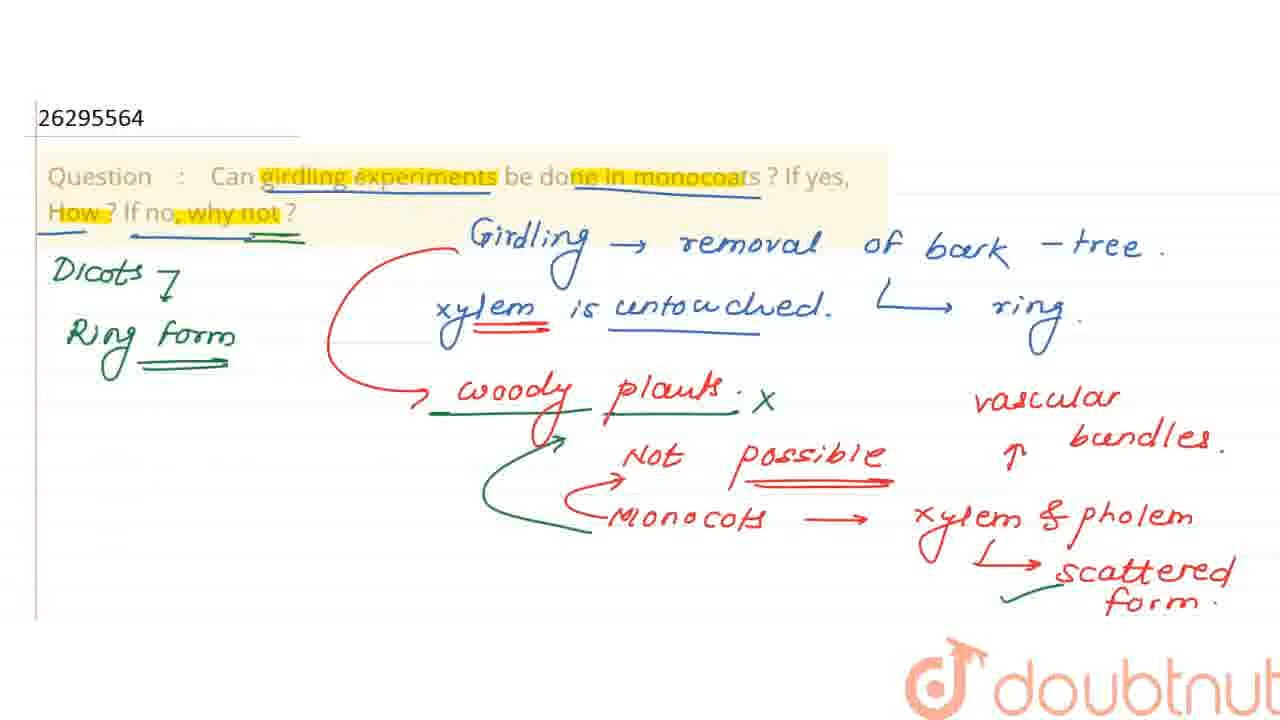 26295564
Question : Can girdling experiments be done in monocoats ? If yes,
How ? If no, why not ?
Girdling → removal of bark - tree.
Dicots
xylem is untouched. → ring.
Ring form
woody plants. x
vascular
bundles.
Not possible
Monocots → xylem & pholem
scattered
form.
doubtnut